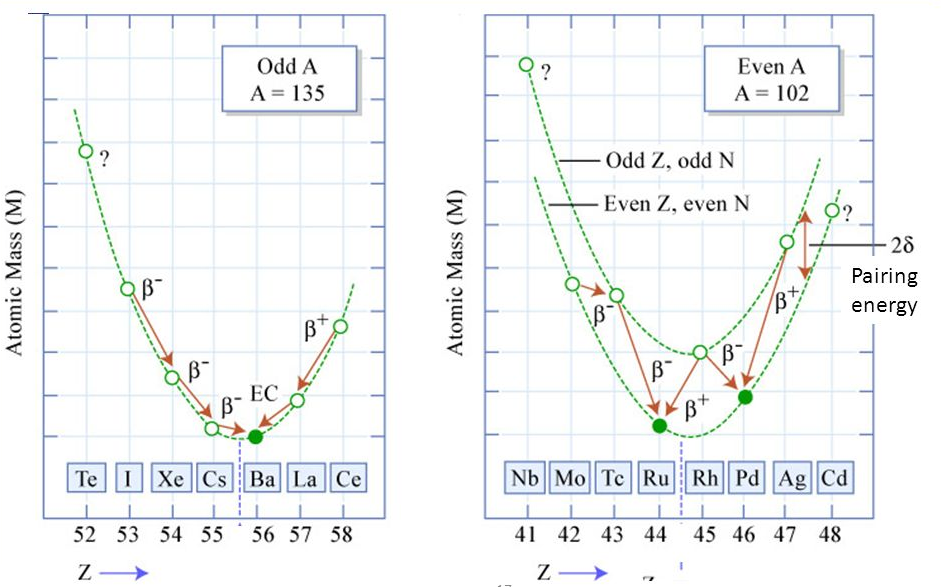 Odd A
A = 135
?
β⁻
β⁻
β⁻
EC
β⁺
Atomic Mass (M)
Te I Xe Cs Ba La Ce
52 53 54 55 56 57 58
Z
Even A
A = 102
?
Odd Z, odd N
Even Z, even N
?
2δ
Pairing
energy
β⁻
β⁻
β⁺
β⁻
β⁺
Atomic Mass (M)
Nb Mo Tc Ru Rh Pd Ag Cd
41 42 43 44 45 46 47 48
Z